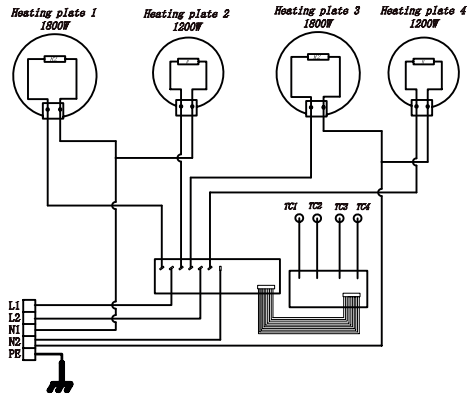 Heating plate 1
1800W
Heating plate 2
1200W
Heating plate 3
1800W
Heating plate 4
1200W
TC1
TC2
TC3
TC4
L1
L2
N1
N2
PE